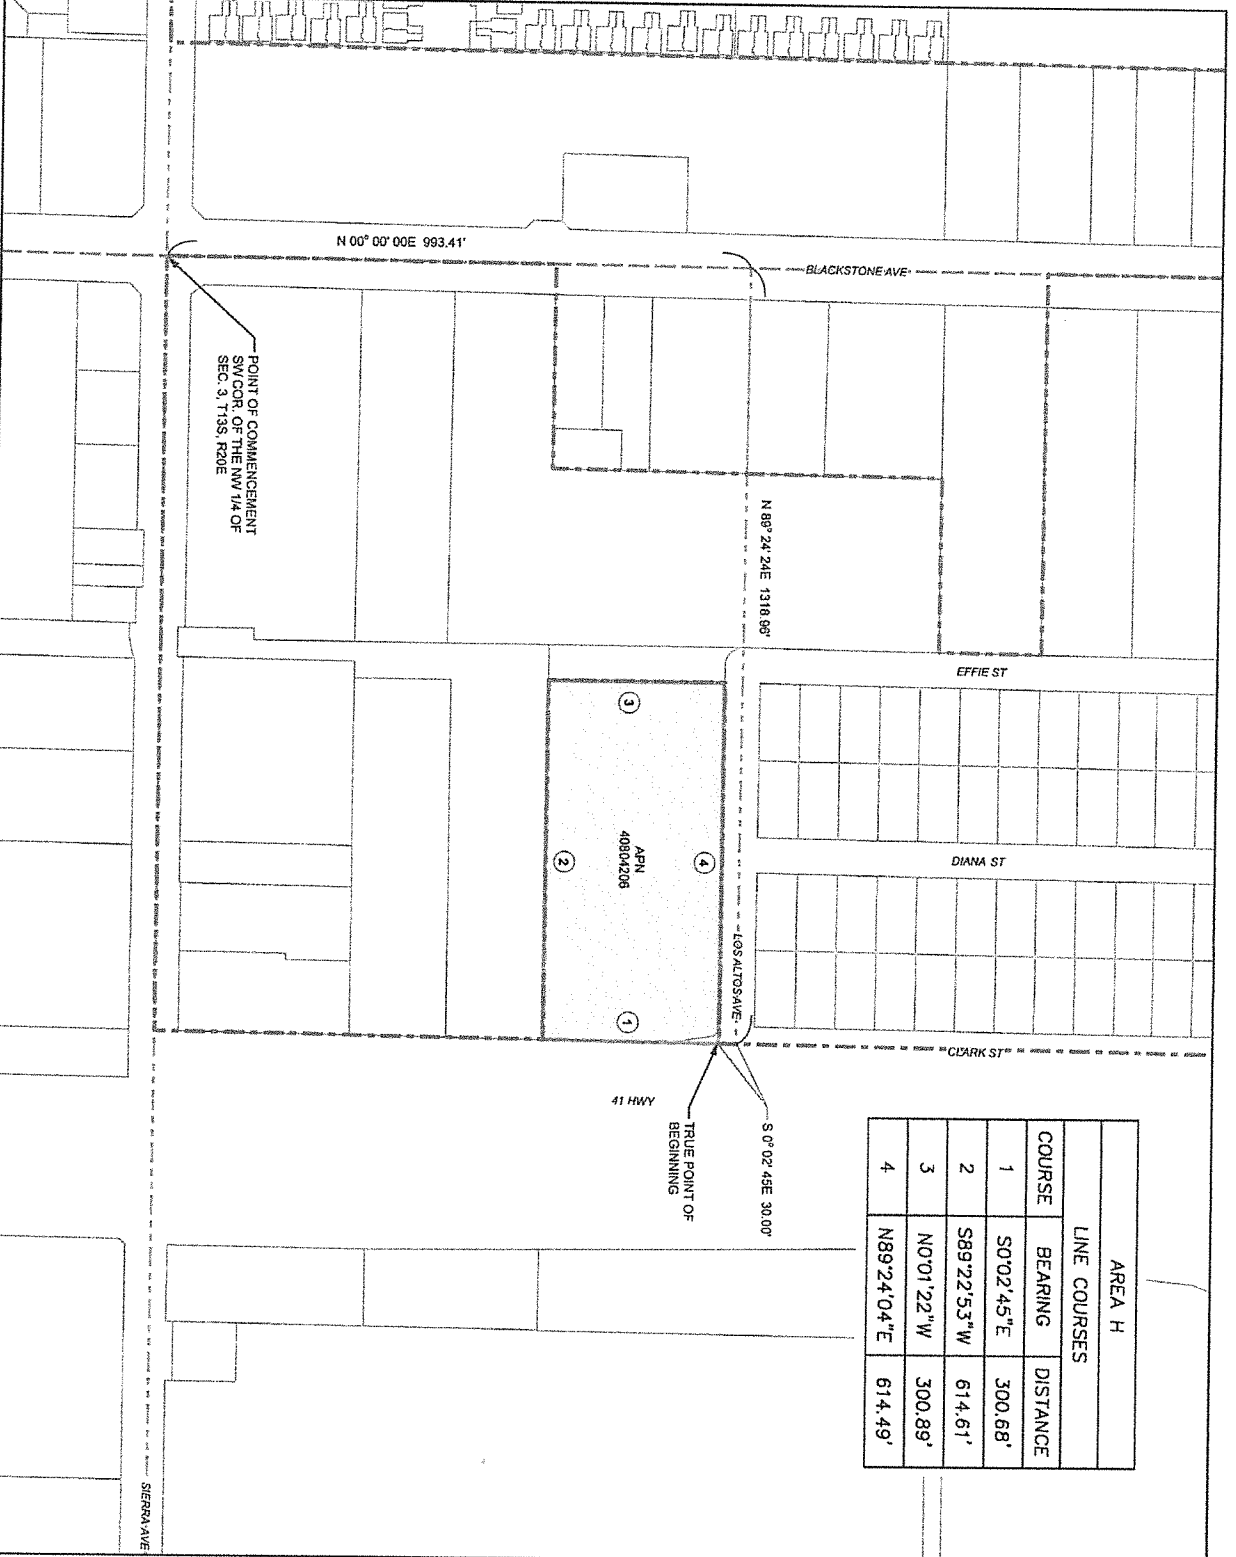 N 00° 00' 00E 993.41'
BLACKSTONE AVE
POINT OF COMMENCEMENT
SW COR. OF THE NW 1/4 OF
SEC. 3, T13S, R20E
N 89° 24' 24E 1318.96'
EFFIE ST
DIANA ST
LOS ALTOS AVE
CLARK ST
3
APN
40804206
2
4
1
41 HWY
TRUE POINT OF
BEGINNING
S 0° 02' 45E 30.00'
AREA H
LINE COURSES
COURSE BEARING DISTANCE
1 S0°02'45"E 300.68'
2 S89°22'53"W 614.61'
3 N0°01'22"W 300.89'
4 N89°24'04"E 614.49'
SIERRA AVE